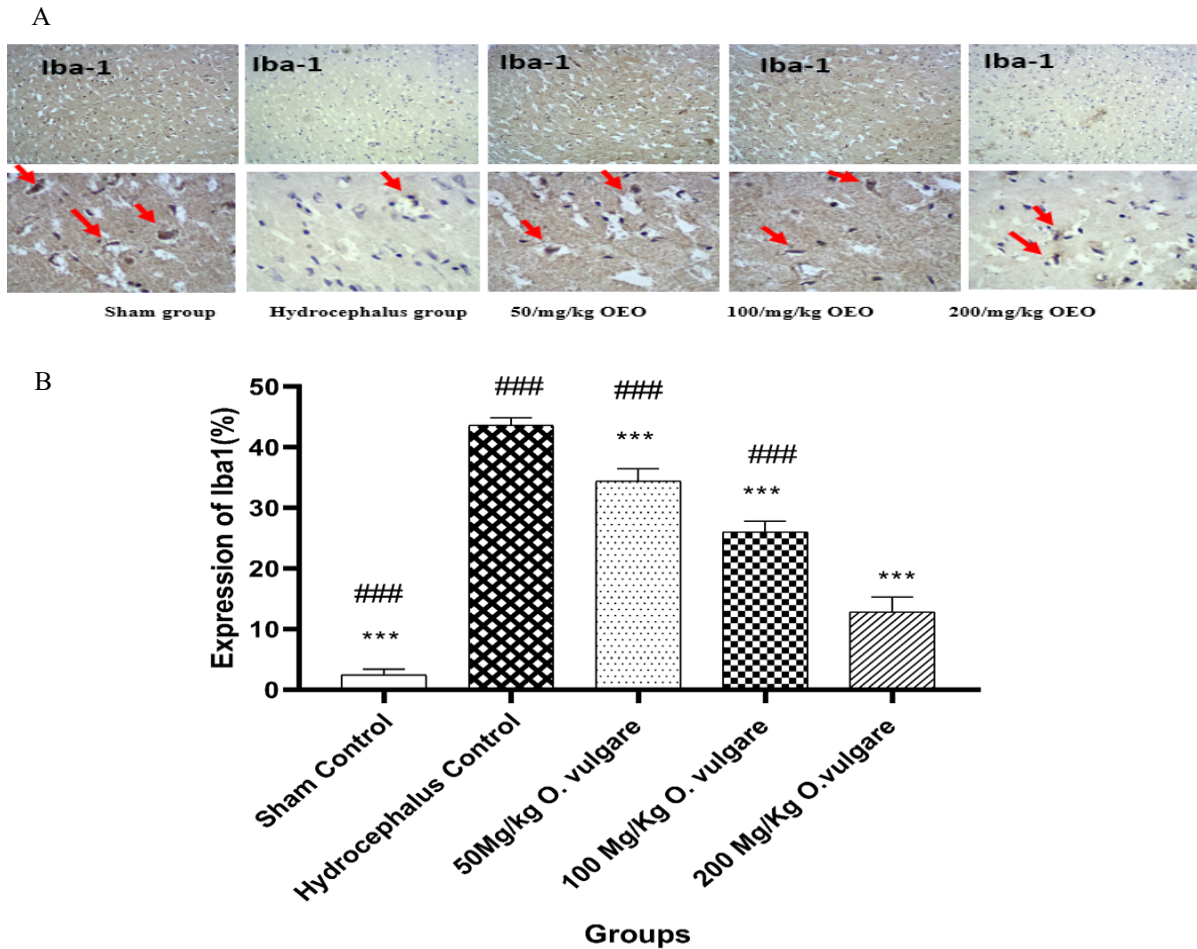 A
Iba-1 Iba-1 Iba-1 Iba-1 Iba-1
Sham group Hydrocephalus group 50/mg/kg OEO 100/mg/kg OEO 200/mg/kg OEO
B
Expression of Iba1(%)
50
40
30
20
10
0
###
***
###
###
***
###
***
***
Sham Control
Hydrocephalus Control
50Mg/kg O. vulgare
100 Mg/Kg O. vulgare
200 Mg/Kg O.vulgare
Groups